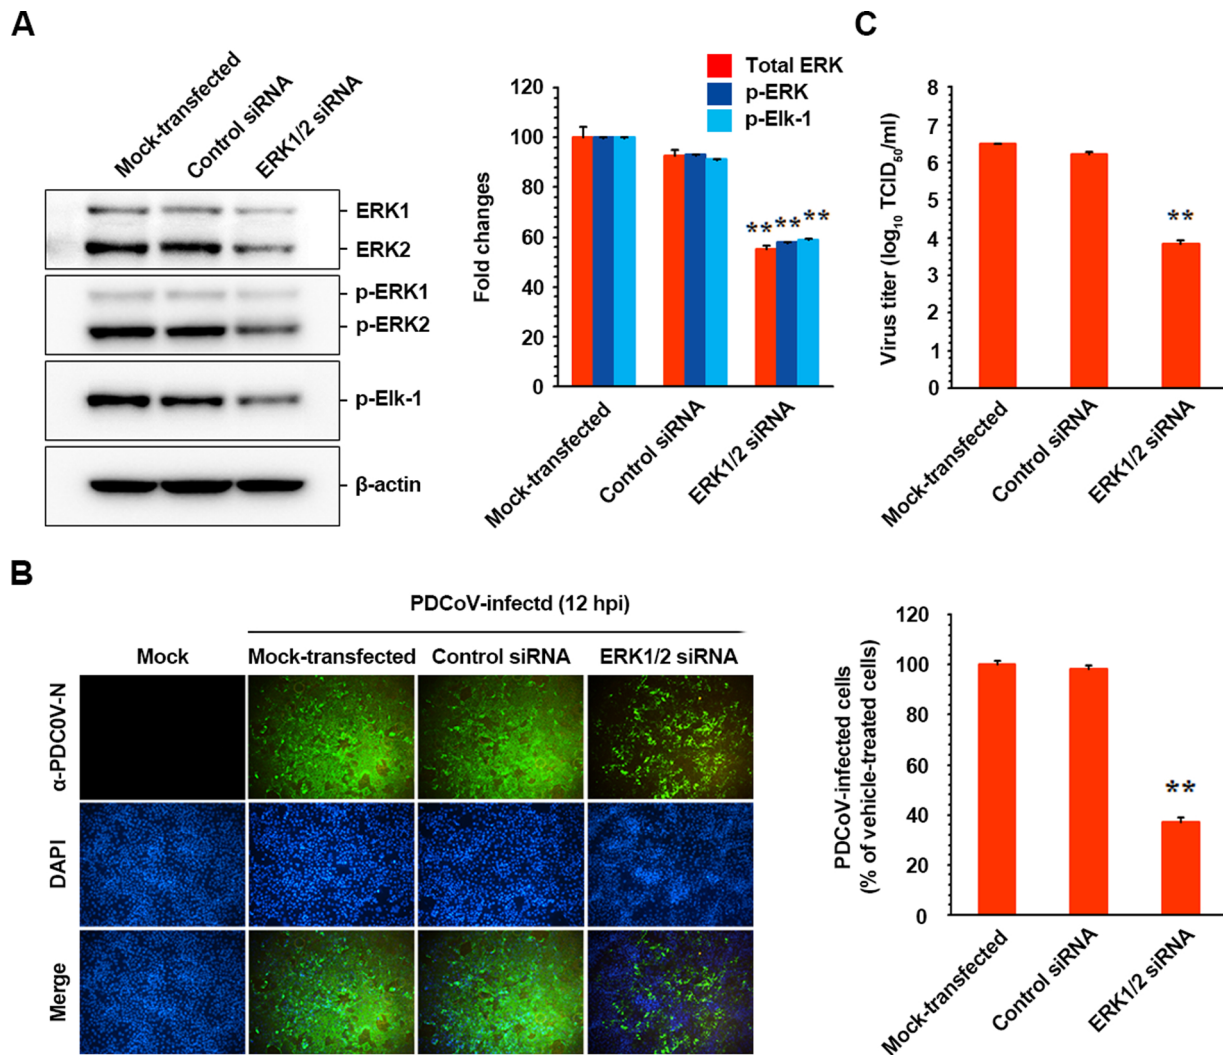 A
Mock-transfected
Control siRNA
ERK1/2 siRNA
ERK1
ERK2
p-ERK1
p-ERK2
p-Elk-1
β-actin
Total ERK
p-ERK
p-Elk-1
Fold changes
120
100
80
60
40
20
0
** ** **
Mock-transfected
Control siRNA
ERK1/2 siRNA
C
Virus titer (log10 TCID50/ml)
8
7
6
5
4
3
2
1
0
**
Mock-transfected
Control siRNA
ERK1/2 siRNA
B
PDCoV-infectd (12 hpi)
Mock
Mock-transfected
Control siRNA
ERK1/2 siRNA
α-PDC0V-N
DAPI
Merge
PDCoV-infected cells
(% of vehicle-treated cells)
120
100
80
60
40
20
0
**
Mock-transfected
Control siRNA
ERK1/2 siRNA